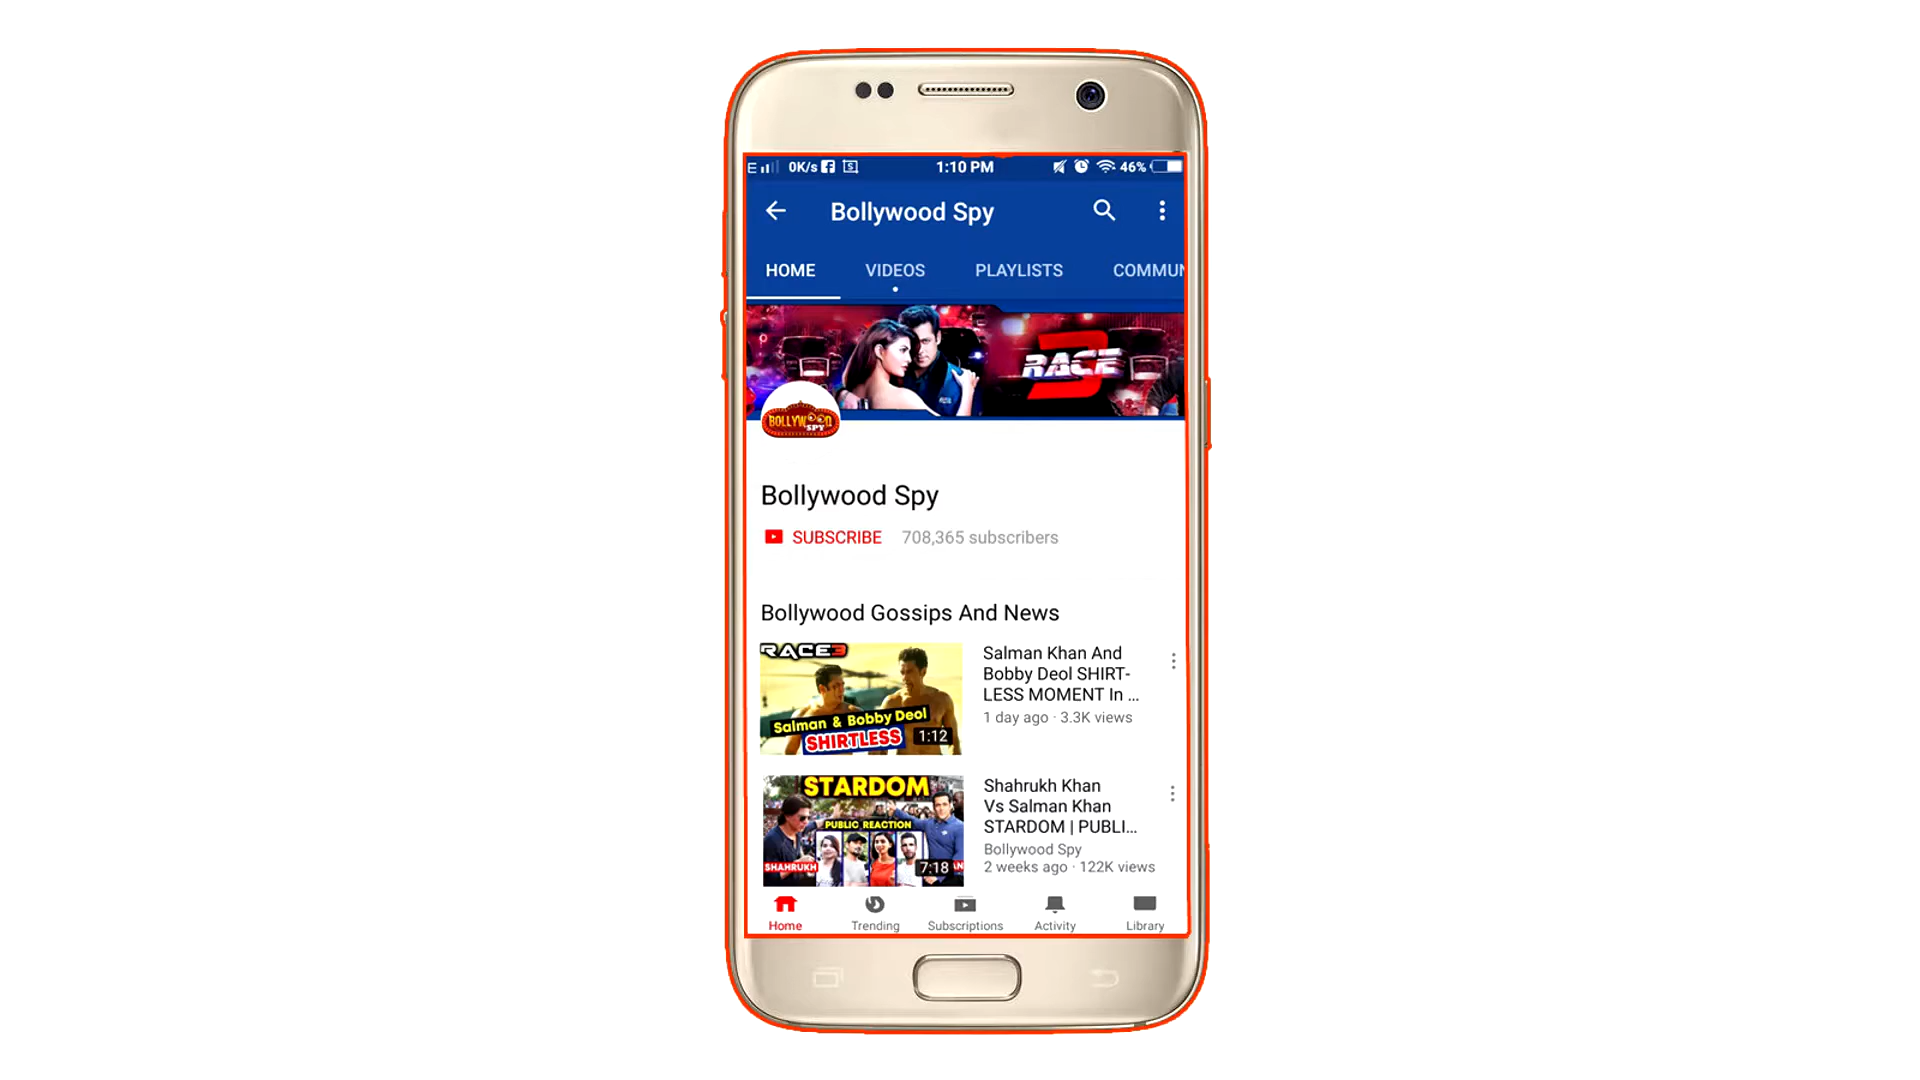 E 0K/s 1:10 PM 46%
Bollywood Spy
HOME VIDEOS PLAYLISTS COMMUN
RACE 3
BOLLYWOOD
SPY
Bollywood Spy
SUBSCRIBE 708,365 subscribers
Bollywood Gossips And News
RACE3
Salman & Bobby Deol
SHIRTLESS
1:12
Salman Khan And
Bobby Deol SHIRT-
LESS MOMENT In ...
1 day ago · 3.3K views
STARDOM
PUBLIC REACTION
SHAHRUKH
7:18
Shahrukh Khan
Vs Salman Khan
STARDOM | PUBLI...
Bollywood Spy
2 weeks ago · 122K views
Home Trending Subscriptions Activity Library